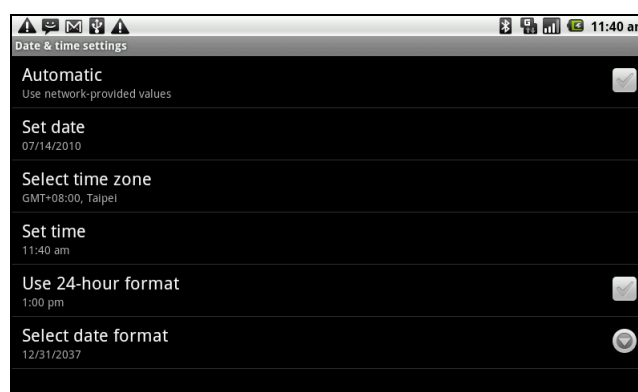 11:40 am
Date & time settings
Automatic
Use network-provided values
Set date
07/14/2010
Select time zone
GMT+08:00, Taipei
Set time
11:40 am
Use 24-hour format
1:00 pm
Select date format
12/31/2037